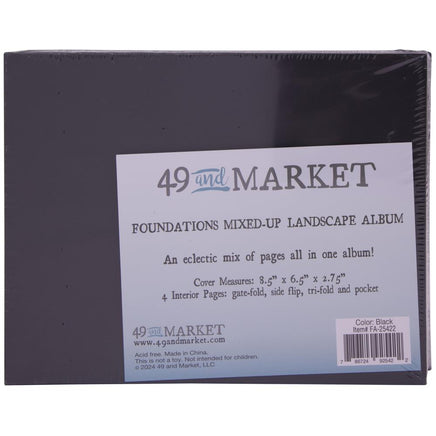 49 and MARKET
FOUNDATIONS MIXED-UP LANDSCAPE ALBUM
An eclectic mix of pages all in one album!
Cover Measures: 8.5" x 6.5" x 2.75"
4 Interior Pages: gate-fold, side flip, tri-fold and pocket
49 and MARKET
www.49andmarket.com
Acid free. Made in China.
This is not a toy. Not intended for children.
© 2024 49 and Market, LLC
Color: Black
Item# FA-25422